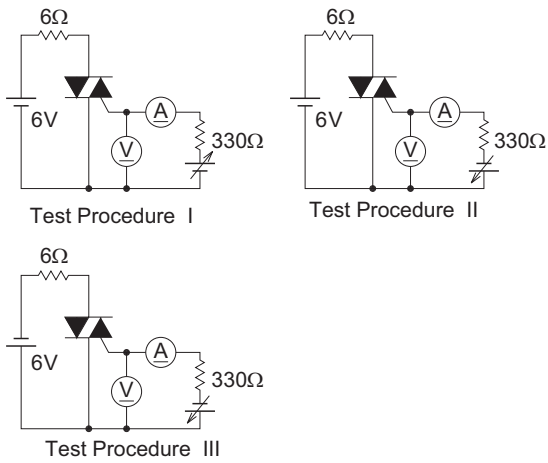 6Ω
6V
V
A
330Ω
Test Procedure I
6Ω
6V
V
A
330Ω
Test Procedure II
6Ω
6V
V
A
330Ω
Test Procedure III